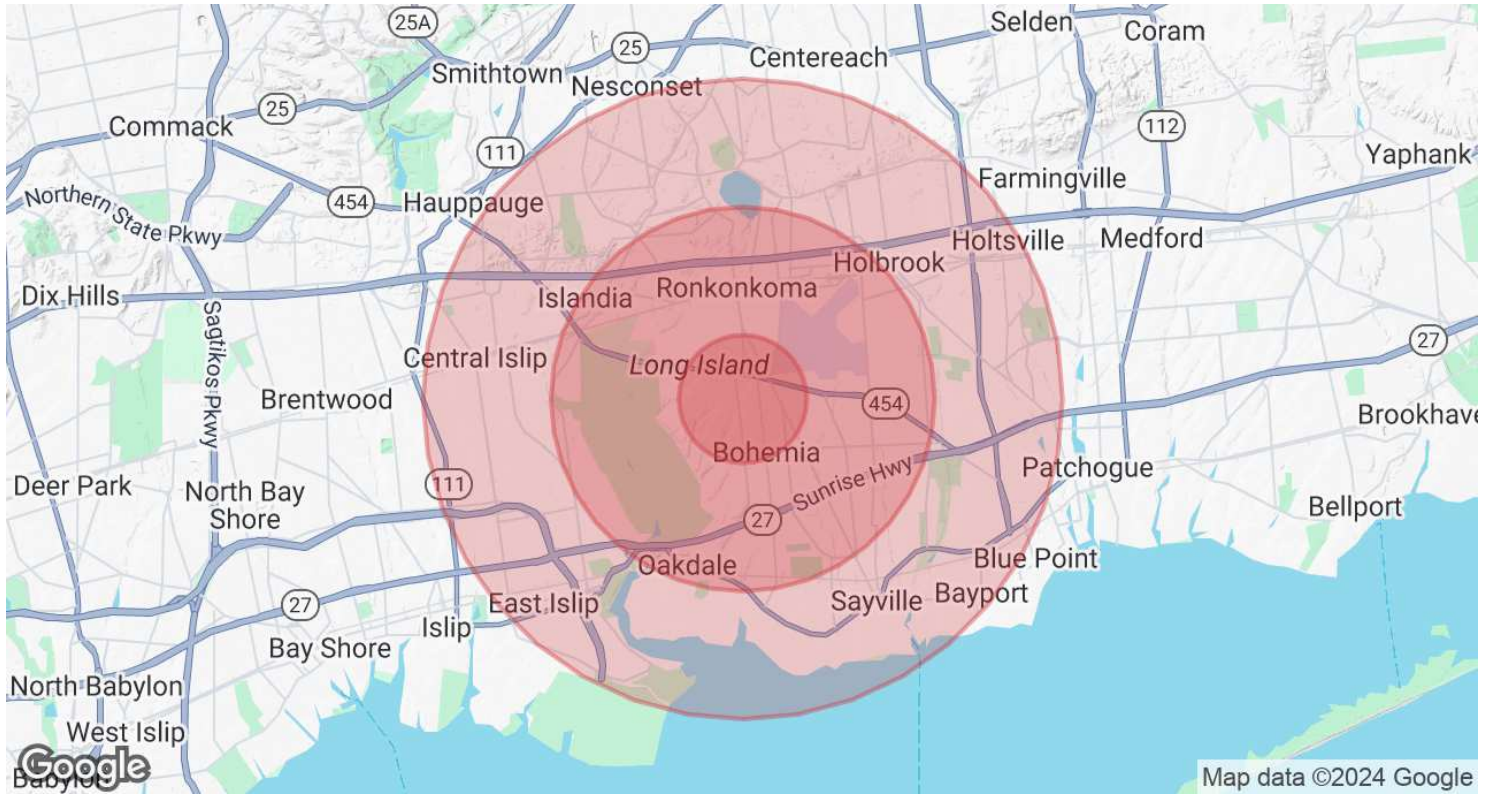 25A
Selden
Coram
25
Centereach
Smithtown
Nesconset
25
Commack
112
111
Yaphank
Farmingville
Northern State Pkwy
454
Hauppauge
Holtsville
Medford
Holbrook
Dix Hills
Islandia
Ronkonkoma
Sagtikos Pkwy
27
Central Islip
Long Island
Brentwood
454
Brookhave
Bohemia
Patchogue
Deer Park
North Bay
Shore
111
Sunrise Hwy
Bellport
27
Oakdale
Blue Point
27
East Islip
Sayville
Bayport
Islip
Bay Shore
North Babylon
West Islip
Google
Babylon
Map data ©2024 Google